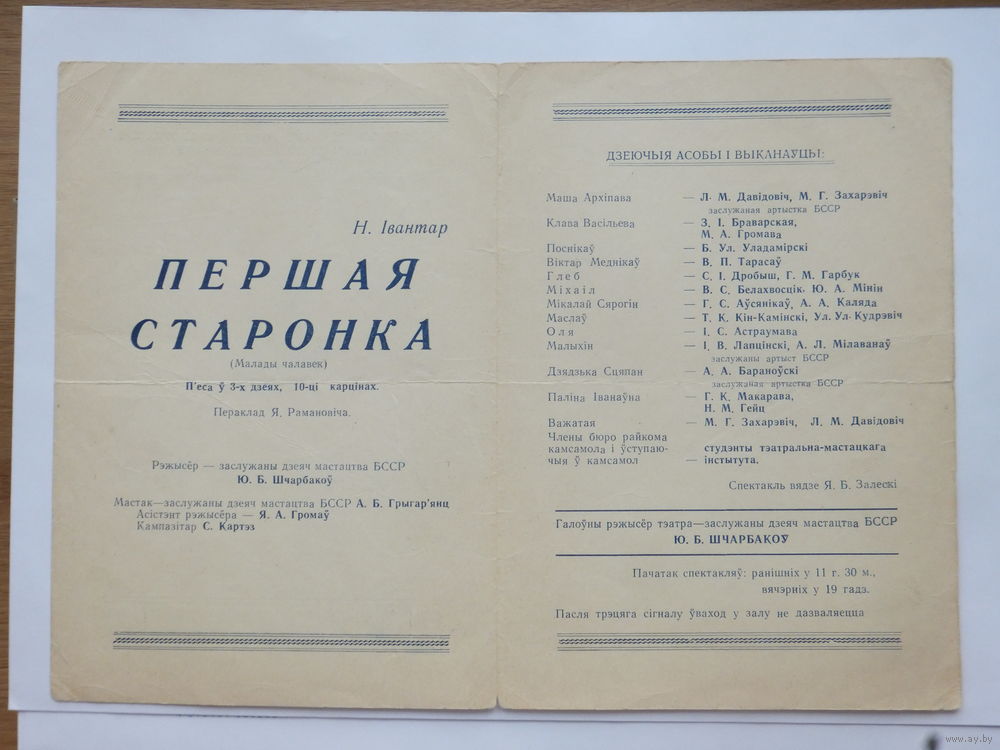 Н. Івантар
ПЕРШАЯ
СТАРОНКА
(Малады чалавек)
П'еса ў 3-х дзеях, 10-ці карцінах.
Пераклад Я. Рамановіча.
Рэжысёр — заслужаны дзеяч мастацтва БССР
Ю. Б. Шчарбакоў
Мастак—заслужаны дзеяч мастацтва БССР А. Б. Грыгар'янц
Асістэнт рэжысёра — Я. А. Громаў
Кампазітар С. Картэз
ДЗЕЮЧЫЯ АСОБЫ І ВЫКАНАЎЦЫ:
Маша Архіпава — Л. М. Давідовіч, М. Г. Захарэвіч
заслужаная артыстка БССР
Клава Васільева — З. І. Браварская,
М. А. Громава
Поснікаў — Б. Ул. Уладамірскі
Віктар Меднікаў — В. П. Тарасаў
Глеб — С. І. Дробыш, Г. М. Гарбук
Міхаіл — В. С. Белахвосцік, Ю. А. Мінін
Мікалай Сярогін — Г. С. Аўсянікаў, А. А. Каляда
Маслаў — Т. К. Кін-Камінскі, Ул. Ул. Кудрэвіч
Оля — І. С. Астраумава
Малыхін — І. В. Лапцінскі, А. Л. Мілаванаў
заслужаны артыст БССР
Дзядзька Сцяпан — А. А. Бараноўскі
заслужаная артыстка БССР
Паліна Іванаўна — Г. К. Макарава,
Н. М. Гейц
Важатая — М. Г. Захарэвіч, Л. М. Давідовіч
Члены бюро райкома
камсамола і ўступаю- студэнты тэатральна-мастацкага
чыя ў камсамол — інстытута.
Спектакль вядзе Я. Б. Залескі
Галоўны рэжысёр тэатра—заслужаны дзеяч мастацтва БССР
Ю. Б. ШЧАРБАКОЎ
Пачатак спектакляў: ранішніх у 11 г. 30 м.,
вячэрніх у 19 гадз.
Пасля трэцяга сігналу ўваход у залу не дазваляецца
www.ay.by